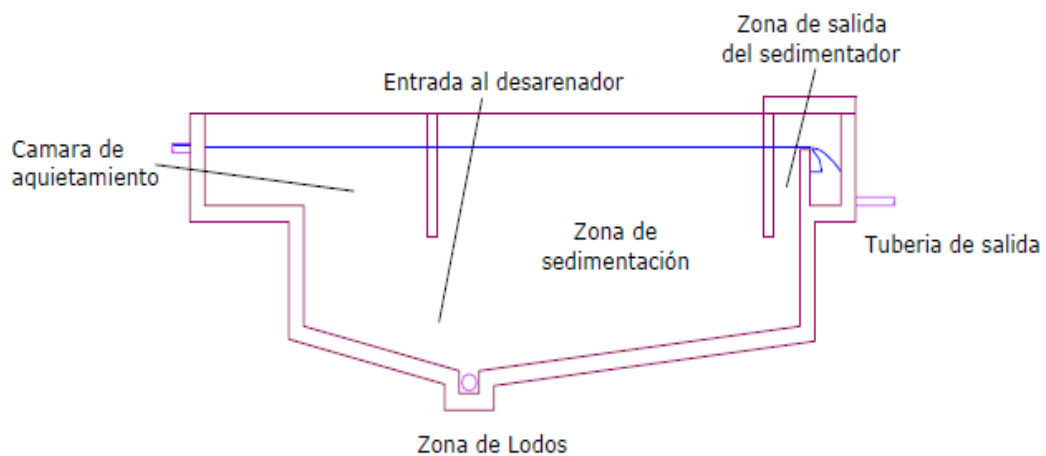 Zona de salida
del sedimentador
Entrada al desarenador
Camara de
aquietamiento
Zona de
sedimentación
Tuberia de salida
Zona de Lodos